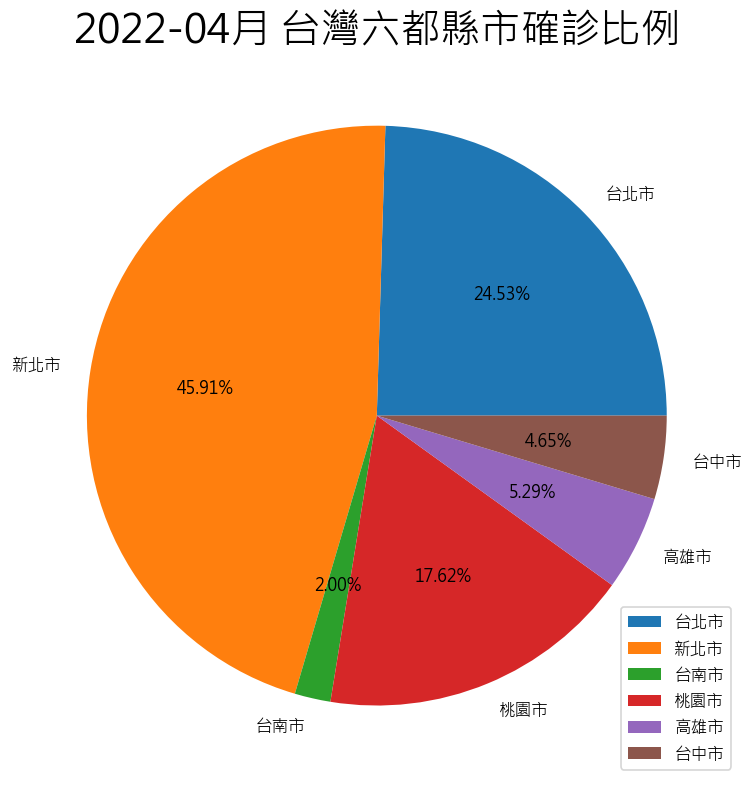 2022-04月 台灣六都縣市確診比例
台北市
24.53%
新北市
45.91%
台中市
4.65%
5.29%
高雄市
17.62%
2.00%
桃園市
台南市
台北市
新北市
台南市
桃園市
高雄市
台中市